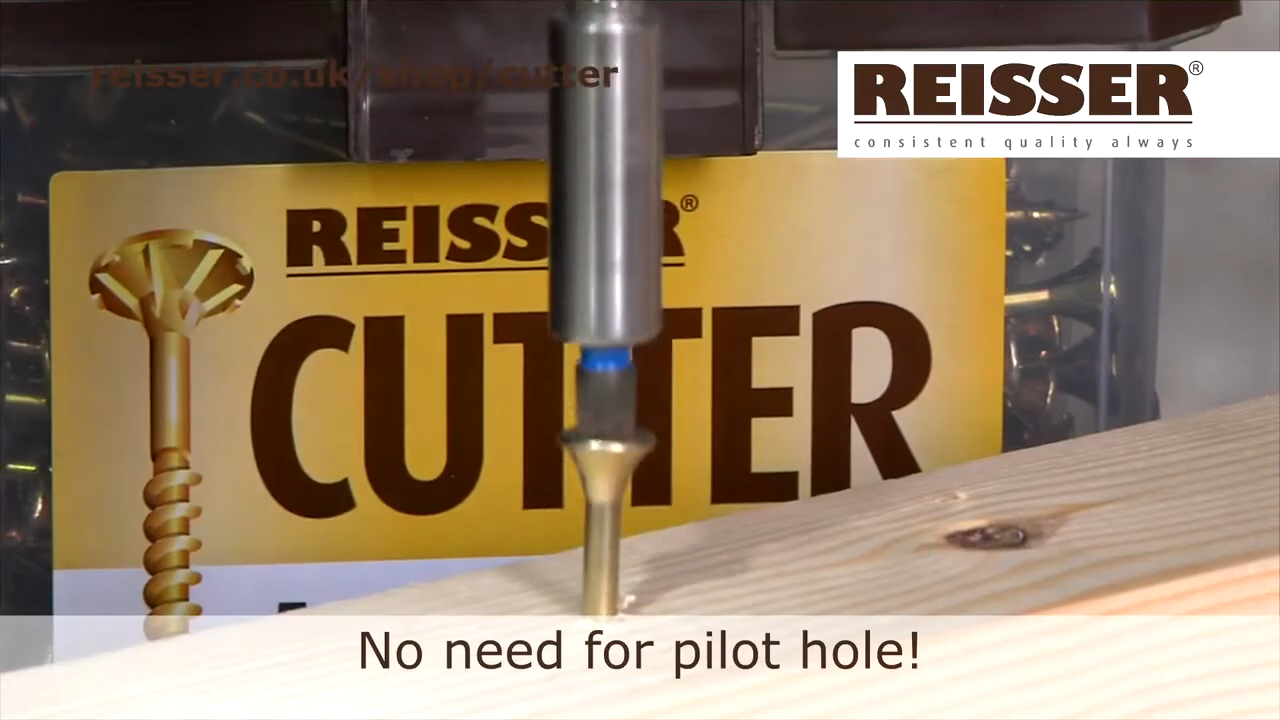 reisser.co.uk/shop/cutter
REISSER®
consistent quality always
REISSER®
CUTTER
No need for pilot hole!